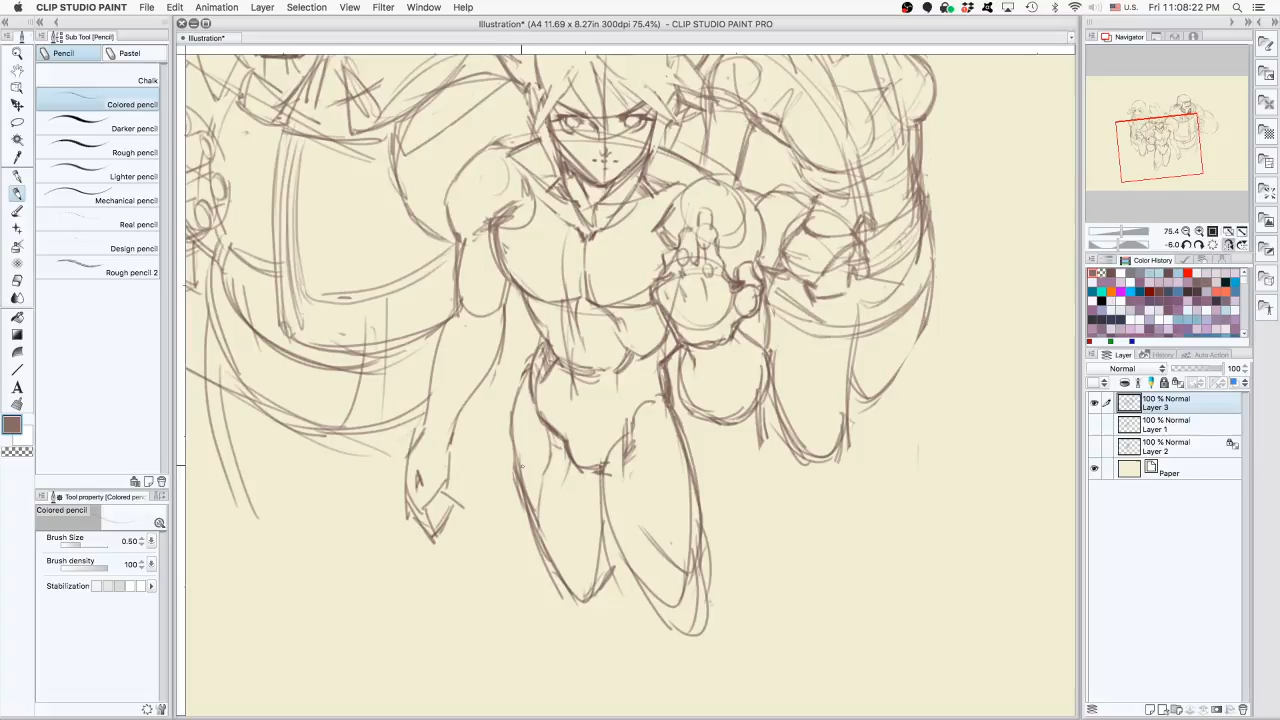 CLIP STUDIO PAINT
File
Edit
Animation
Layer
Selection
View
Filter
Window
Help
U.S.
Fri 11:08:22 PM
Illustration* (A4 11.69 x 8.27in 300dpi 75.4%) - CLIP STUDIO PAINT PRO
Sub Tool [Pencil]
Illustration*
Navigator
Pencil
Pastel
Chalk
Colored pencil
Darker pencil
Rough pencil
Lighter pencil
Mechanical pencil
Real pencil
Design pencil
Rough pencil 2
75.4
-6.0
Color History
Layer
History
Auto Action
Normal
100
100 % Normal
Layer 3
100 % Normal
Layer 1
100 % Normal
Layer 2
Paper
Tool property [Colored penc
Colored pencil
Brush Size
0.50
Brush density
100
Stabilization